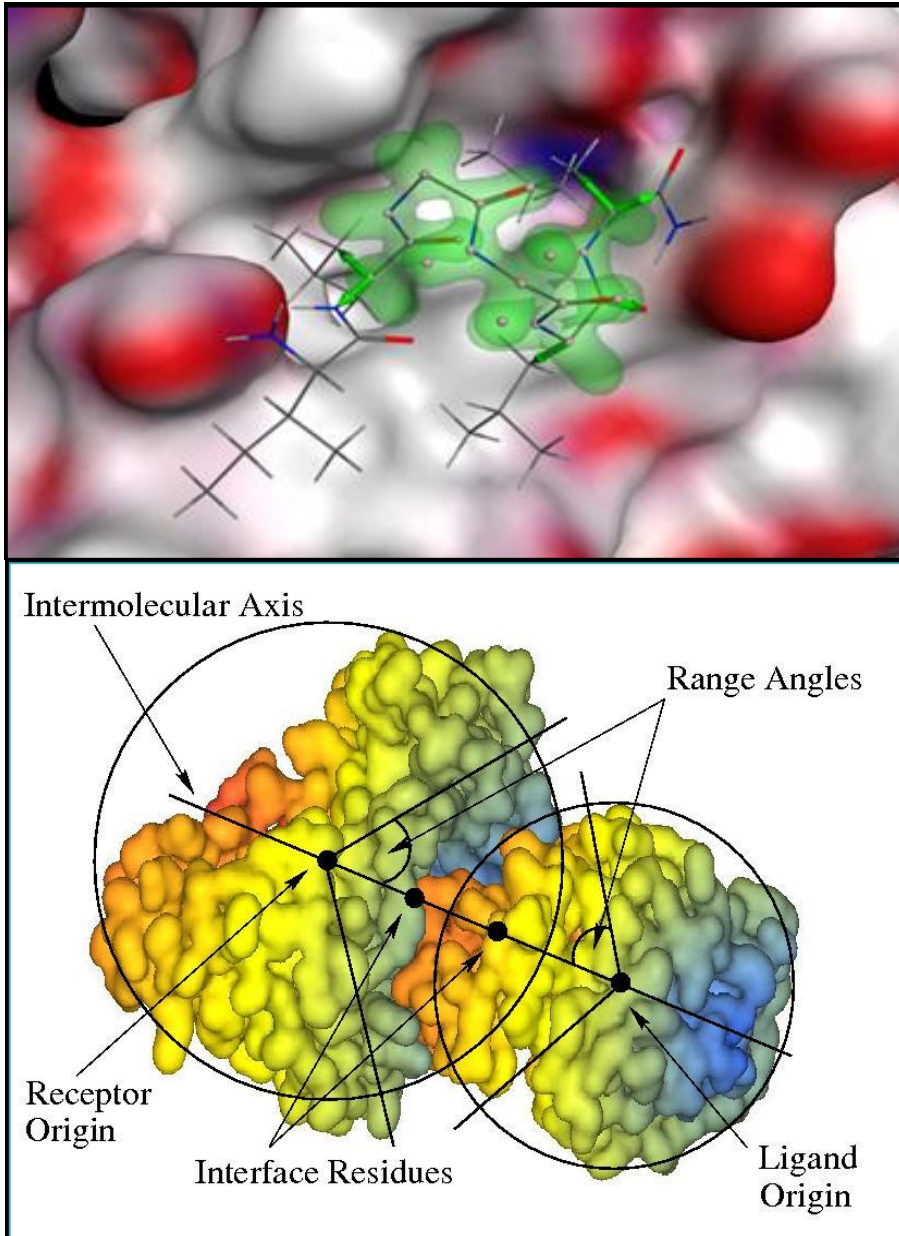 Intermolecular Axis
Range Angles
Receptor
Origin
Interface Residues
Ligand
Origin